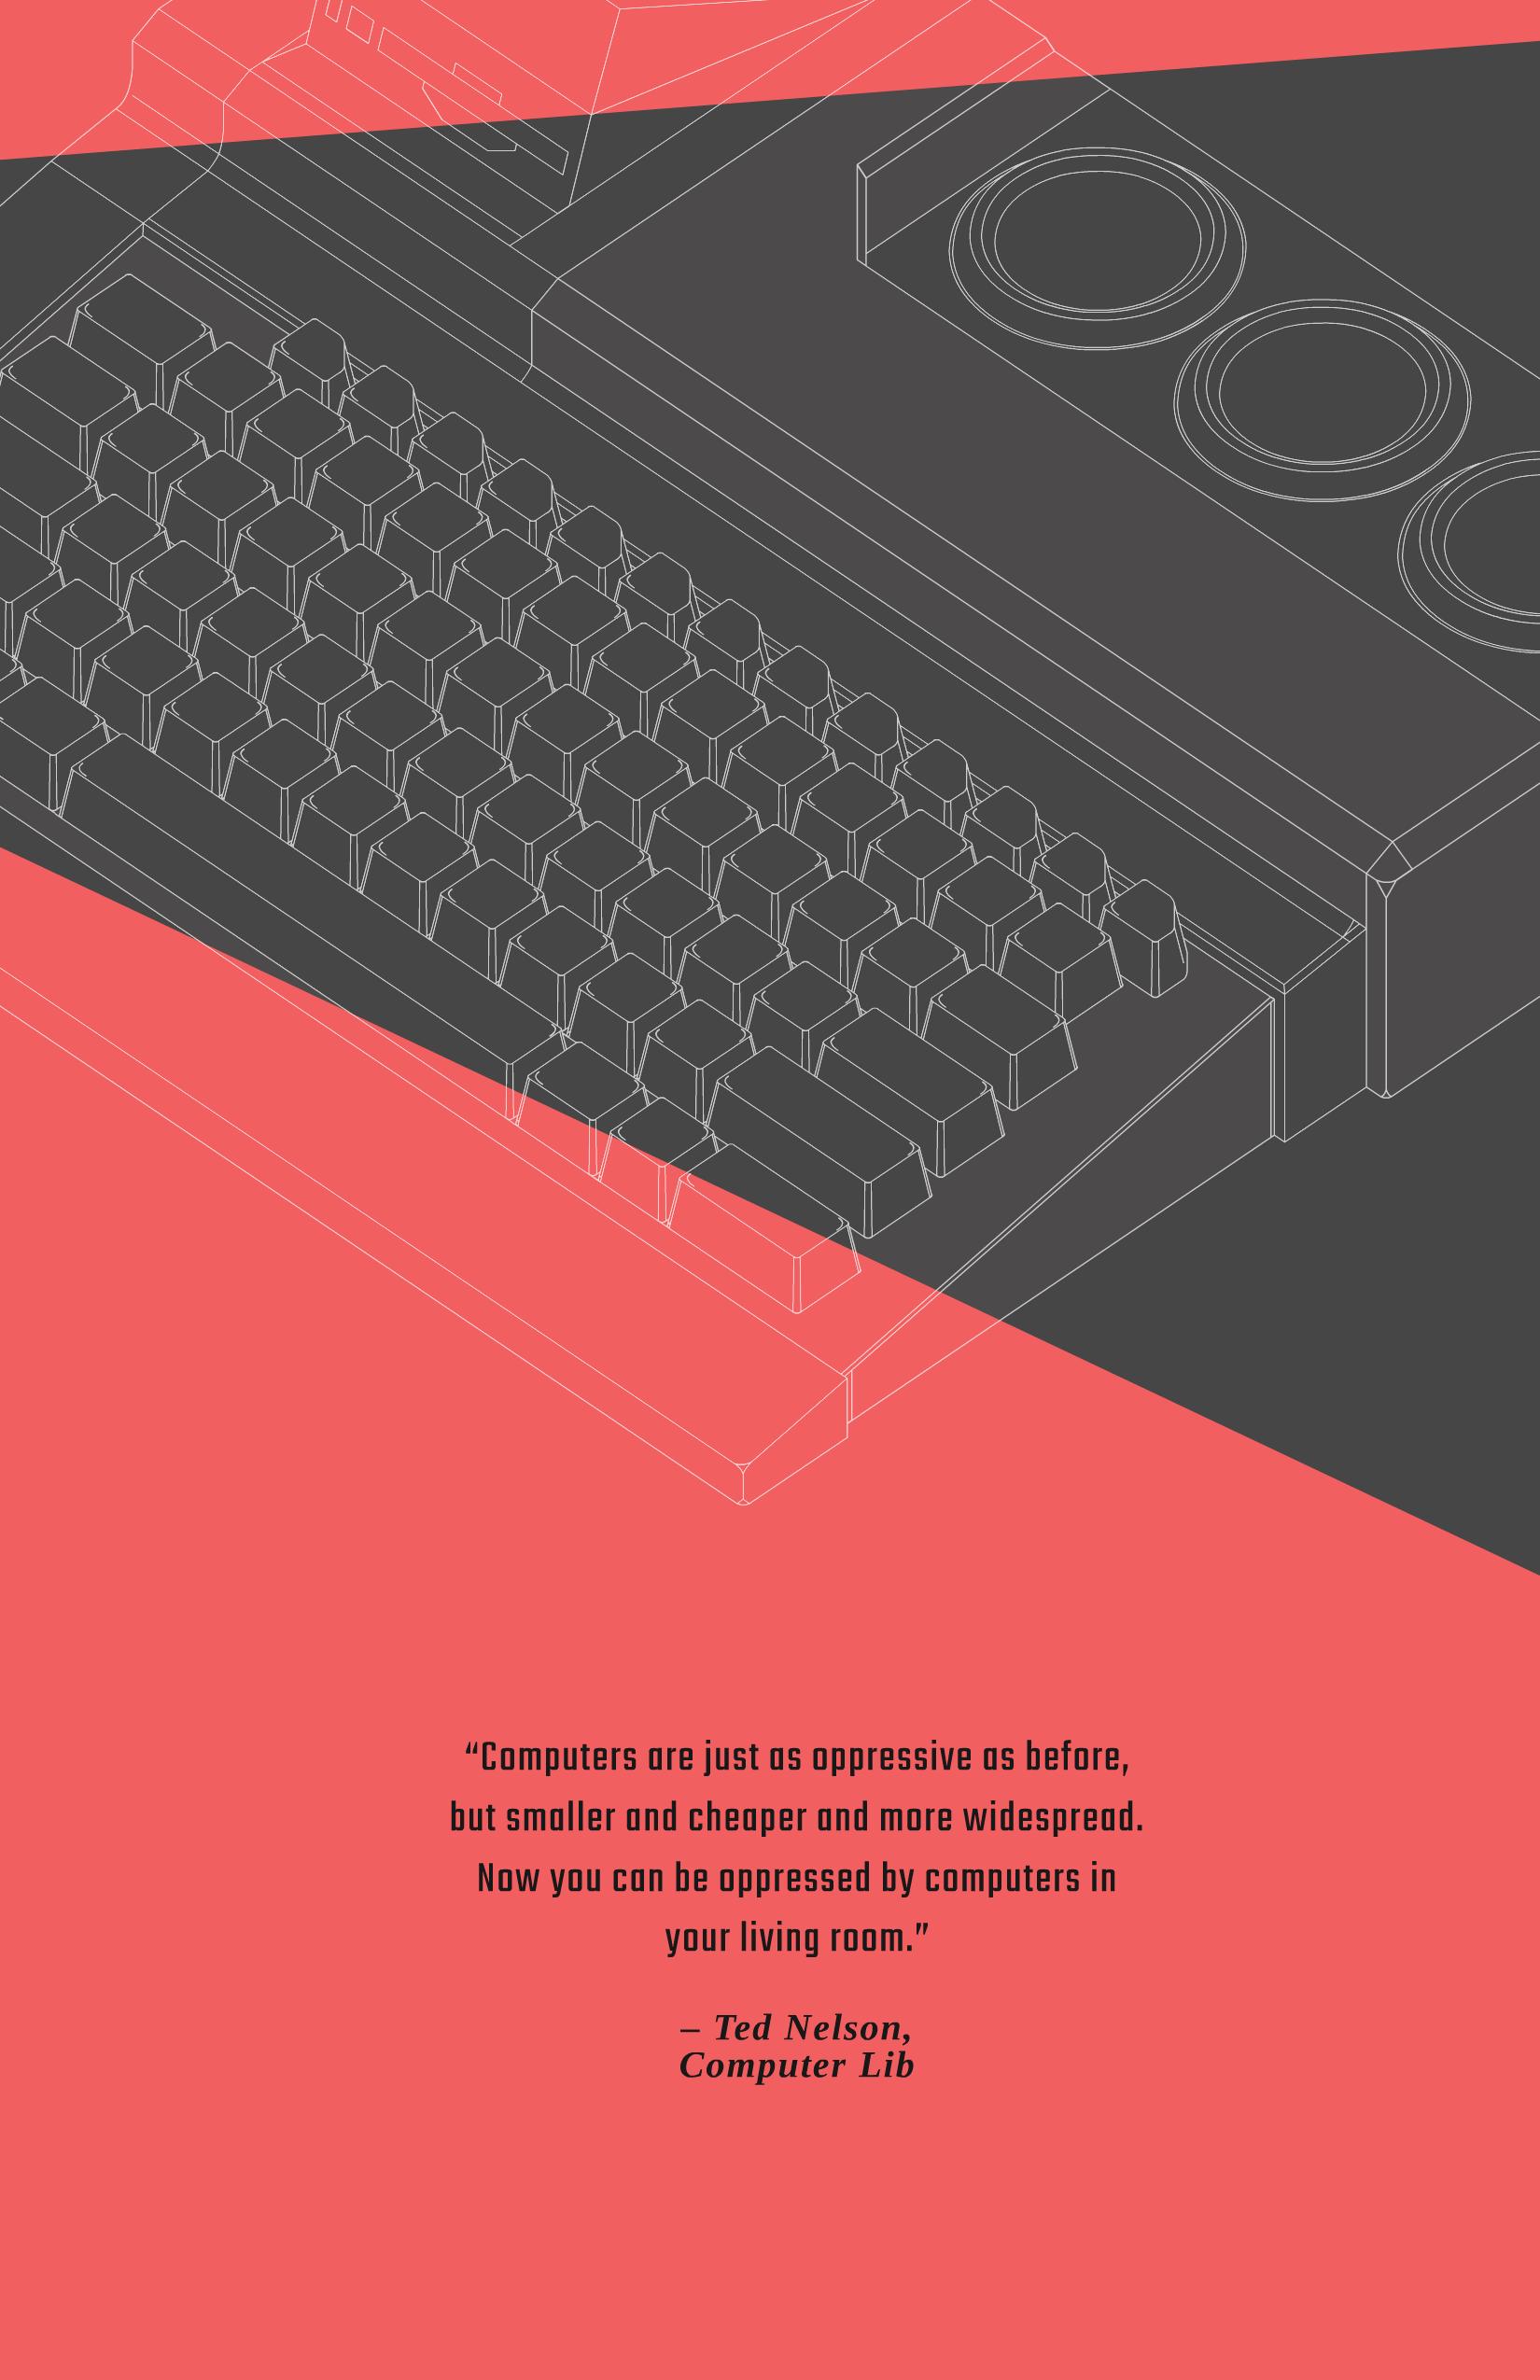 “Computers are just as oppressive as before,
but smaller and cheaper and more widespread.
Now you can be oppressed by computers in
your living room.”
– Ted Nelson,
Computer Lib